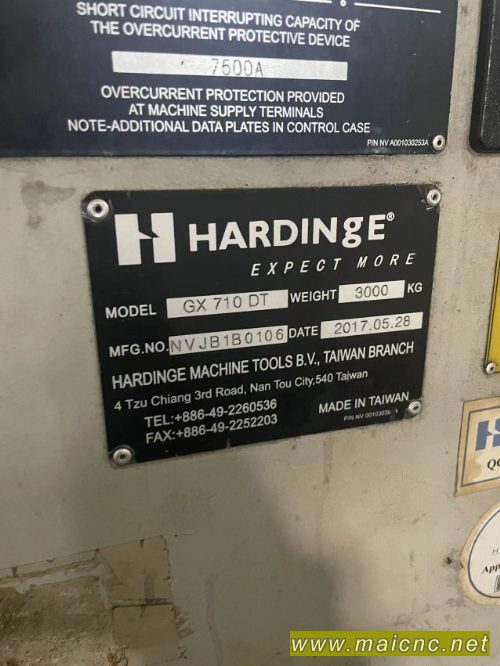 SHORT CIRCUIT INTERRUPTING CAPACITY OF
THE OVERCURRENT PROTECTIVE DEVICE
7500A
OVERCURRENT PROTECTION PROVIDED
AT MACHINE SUPPLY TERMINALS
NOTE-ADDITIONAL DATA PLATES IN CONTROL CASE
P/N NV A001030253A
H HARDINgE®
EXPECT MORE
MODEL GX 710 DT WEIGHT 3000 KG
MFG.NO. NVJB1B0106 DATE 2017.05.28
HARDINGE MACHINE TOOLS B.V., TAIWAN BRANCH
4 Tzu Chiang 3rd Road, Nan Tou City,540 Taiwan
TEL:+886-49-2260536
FAX:+886-49-2252203
MADE IN TAIWAN
H
App
www.maicnc.net